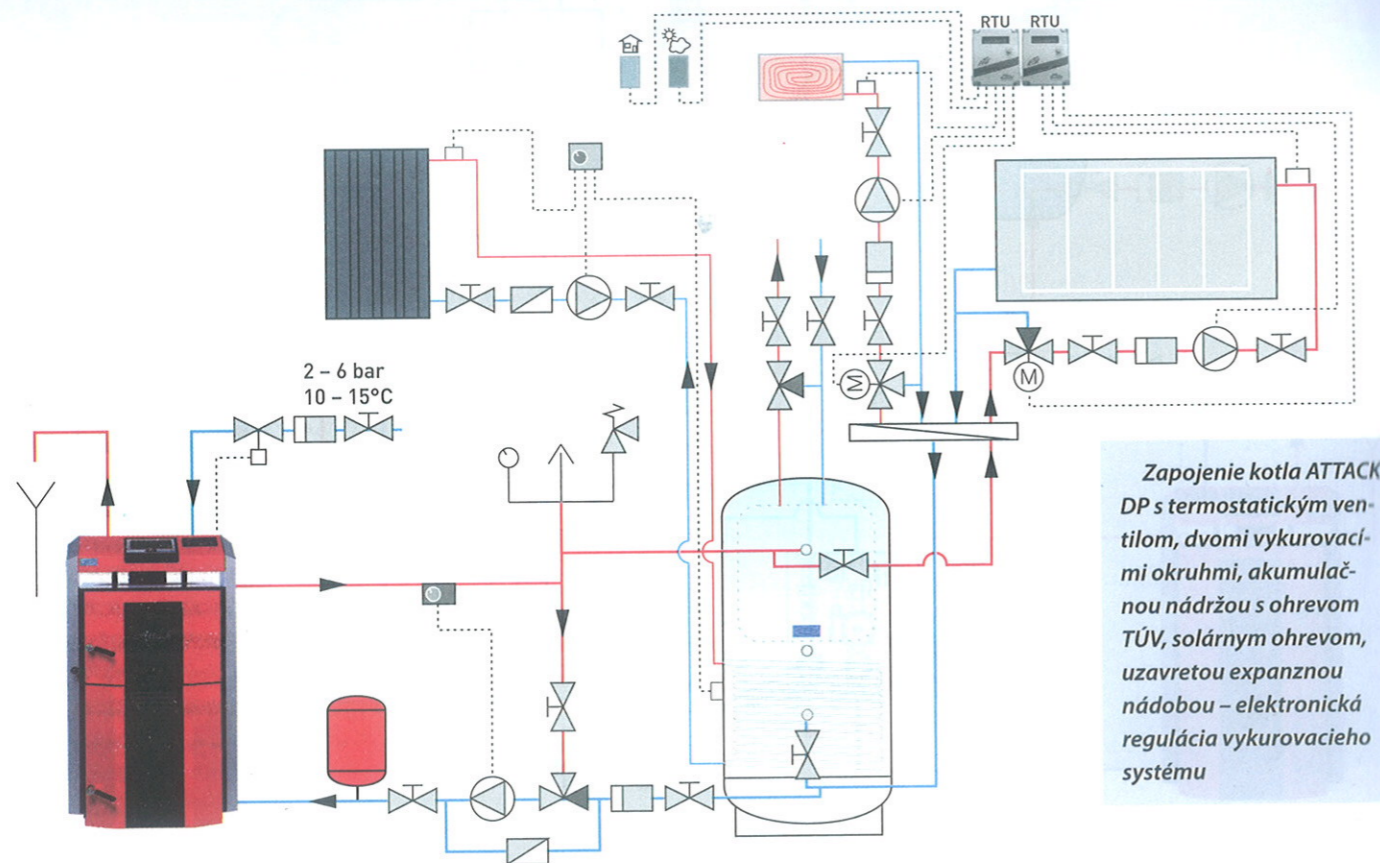 RTU RTU
2 – 6 bar
10 – 15°C
M
M
Zapojenie kotla ATTACK
DP s termostatickým ven-
tilom, dvomi vykurovací-
mi okruhmi, akumulač-
nou nádržou s ohrevom
TÚV, solárnym ohrevom,
uzavretou expanznou
nádobou – elektronická
regulácia vykurovacieho
systému